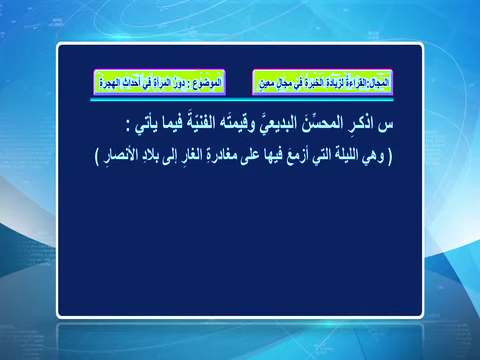 المجال:القراءة لزيادة الخبرة في مجال معين
الموضوع : دور المرأة في أحداث الهجرة
س اذكرِ المحسِّنَ البديعيَّ وقيمتَه الفنيّةَ فيما يأتي :
( وهي الليلة التي أزمعَ فيها على مغادرةِ الغارِ إلى بلادِ الأنصارِ )